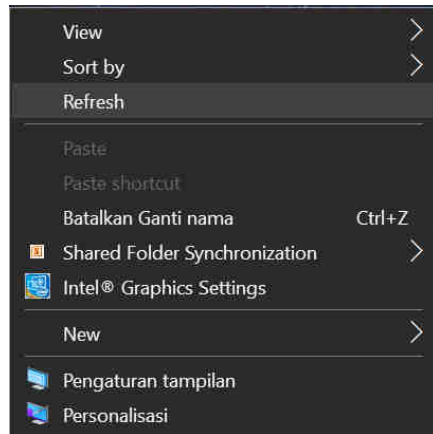 View
Sort by
Refresh
Paste
Paste shortcut
Batalkan Ganti nama Ctrl+Z
Shared Folder Synchronization
Intel® Graphics Settings
New
Pengaturan tampilan
Personalisasi